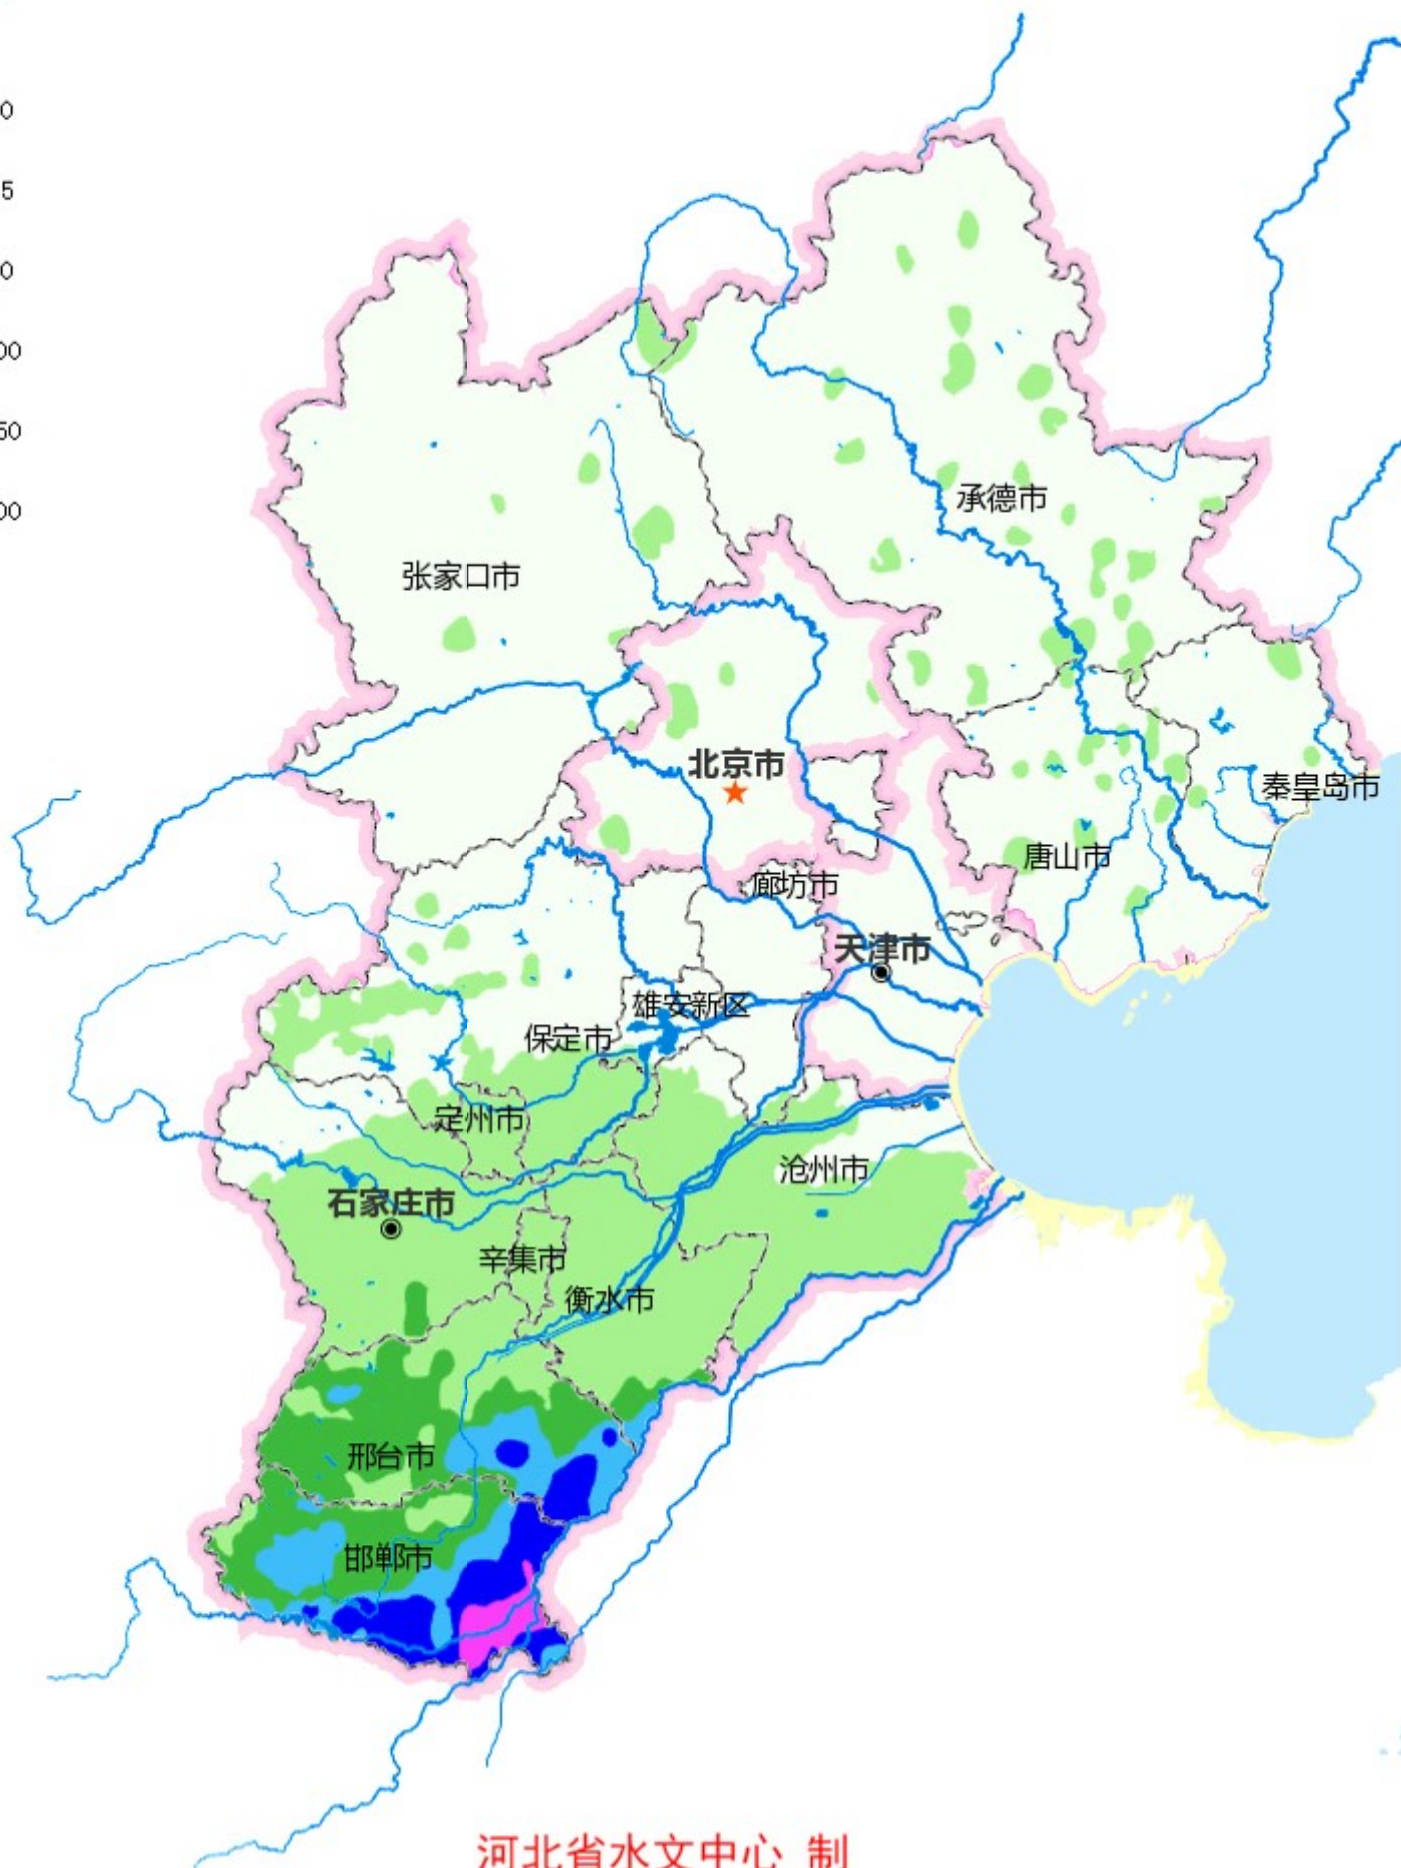 0
5
0
00
50
00
承德市
张家口市
北京市
秦皇岛市
唐山市
廊坊市
天津市
雄安新区
保定市
定州市
沧州市
石家庄市
辛集市
衡水市
邢台市
邯郸市
河北省水文中心 制